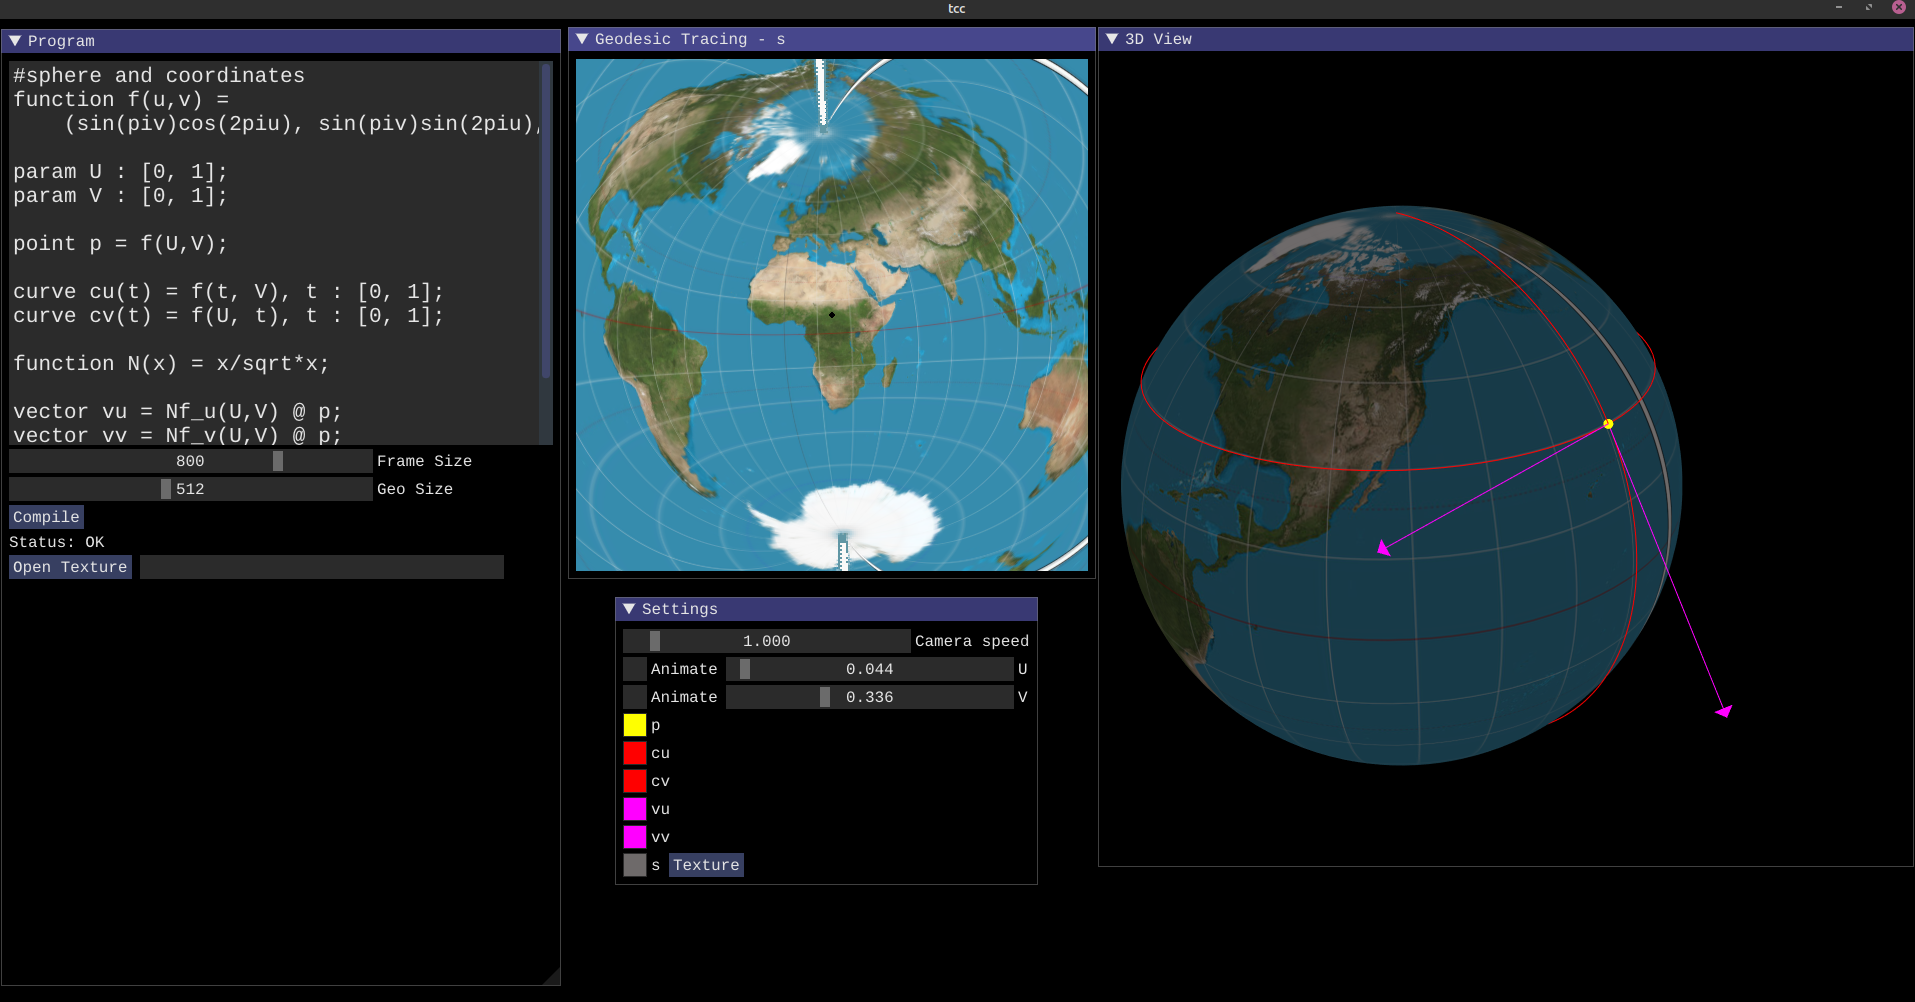 tcc
Program
#sphere and coordinates
function f(u,v) =
(sin(piv)cos(2piu), sin(piv)sin(2piu),
param U : [0, 1];
param V : [0, 1];
point p = f(U,V);
curve cu(t) = f(t, V), t : [0, 1];
curve cv(t) = f(U, t), t : [0, 1];
function N(x) = x/sqrt*x;
vector vu = Nf_u(U,V) @ p;
vector vv = Nf_v(U,V) @ p;
800 Frame Size
512 Geo Size
Compile
Status: OK
Open Texture
Geodesic Tracing - s
Settings
1.000 Camera speed
Animate 0.044 U
Animate 0.336 V
p
cu
cv
vu
vv
s Texture
3D View